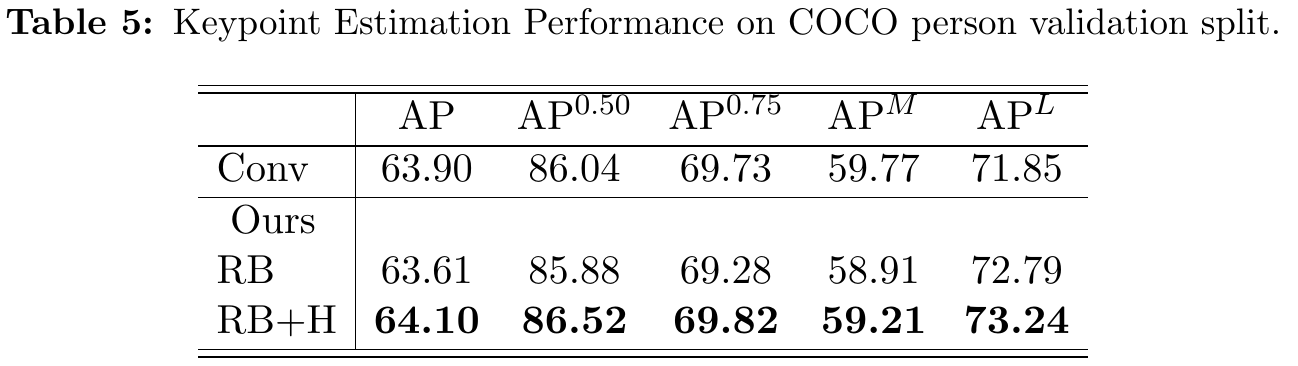 Table 5: Keypoint Estimation Performance on COCO person validation split.
AP AP^0.50 AP^0.75 AP^M AP^L
Conv 63.90 86.04 69.73 59.77 71.85
Ours
RB 63.61 85.88 69.28 58.91 72.79
RB+H 64.10 86.52 69.82 59.21 73.24